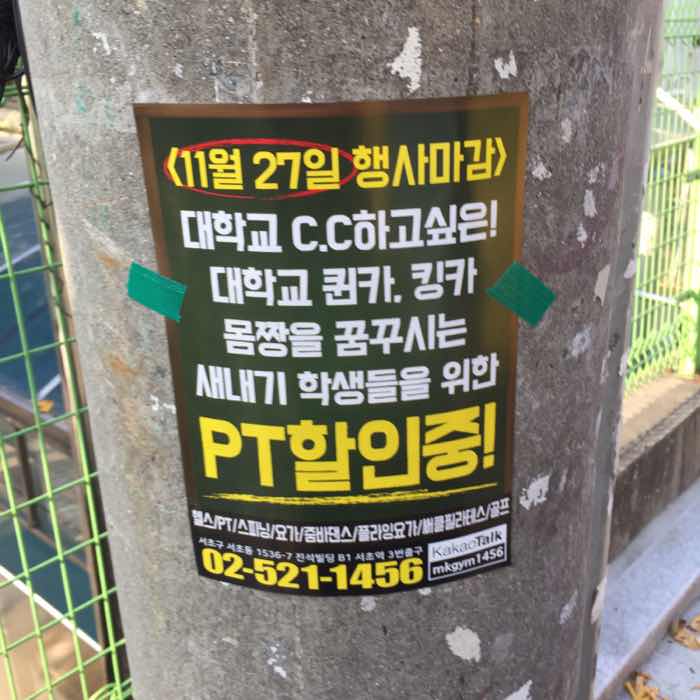 <11월 27일 행사마감>
대학교 C.C하고싶은!
대학교 퀸카. 킹카
몸짱을 꿈꾸시는
새내기 학생들을 위한
PT할인중!
헬스/PT/스피닝/요가/줌바댄스/플라잉요가/써클필라테스/골프
서초구 서초동 1536-7 진석빌딩 B1 서초역 3번출구
02-521-1456
KakaoTalk
mkgym1456